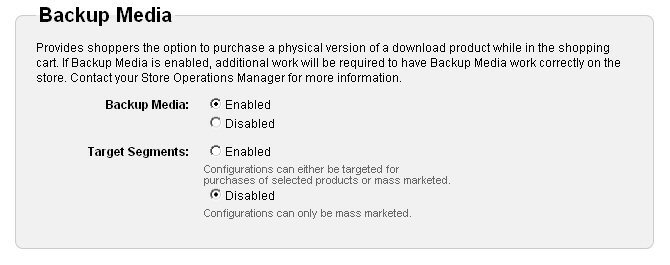 Backup Media
Provides shoppers the option to purchase a physical version of a download product while in the shopping
cart. If Backup Media is enabled, additional work will be required to have Backup Media work correctly on the
store. Contact your Store Operations Manager for more information.
Backup Media: Enabled
Disabled
Target Segments: Enabled
Configurations can either be targeted for
purchases of selected products or mass marketed.
Disabled
Configurations can only be mass marketed.